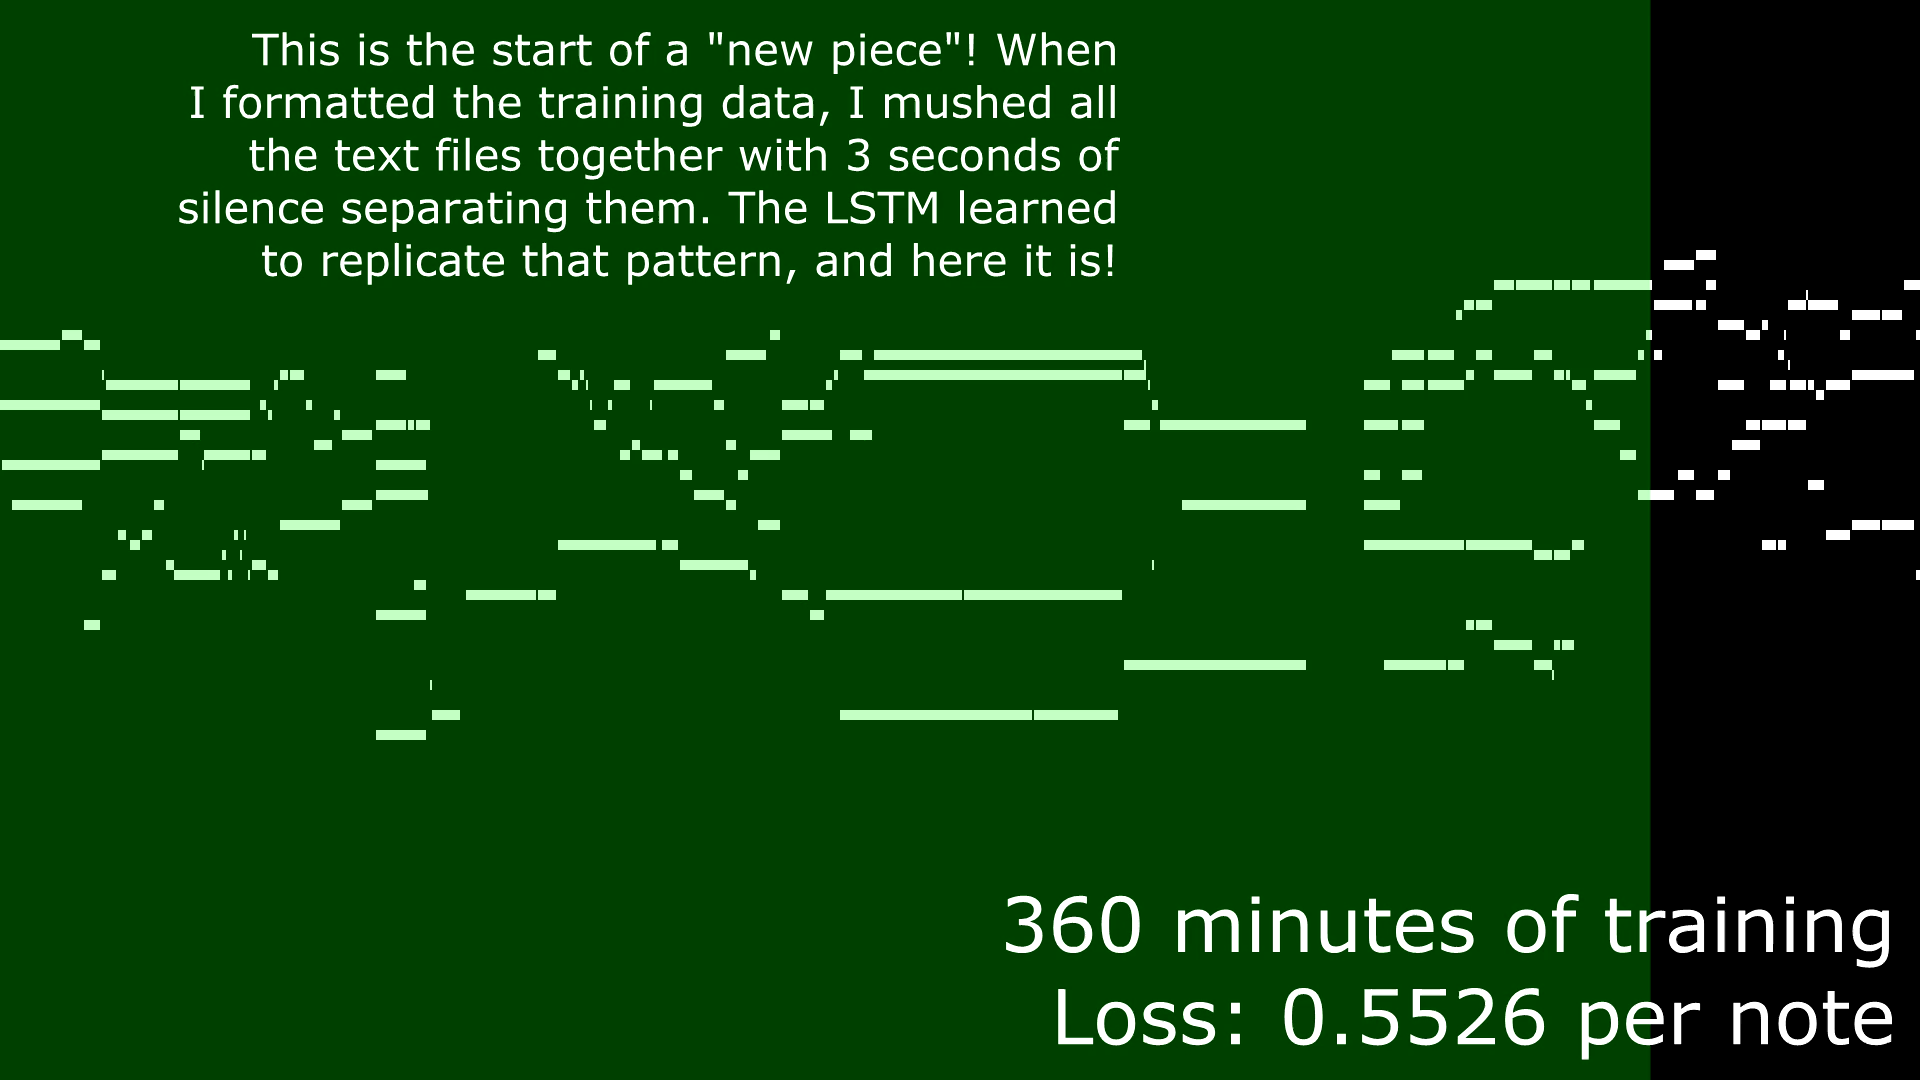 This is the start of a "new piece"! When
I formatted the training data, I mushed all
the text files together with 3 seconds of
silence separating them. The LSTM learned
to replicate that pattern, and here it is!
360 minutes of training
Loss: 0.5526 per note